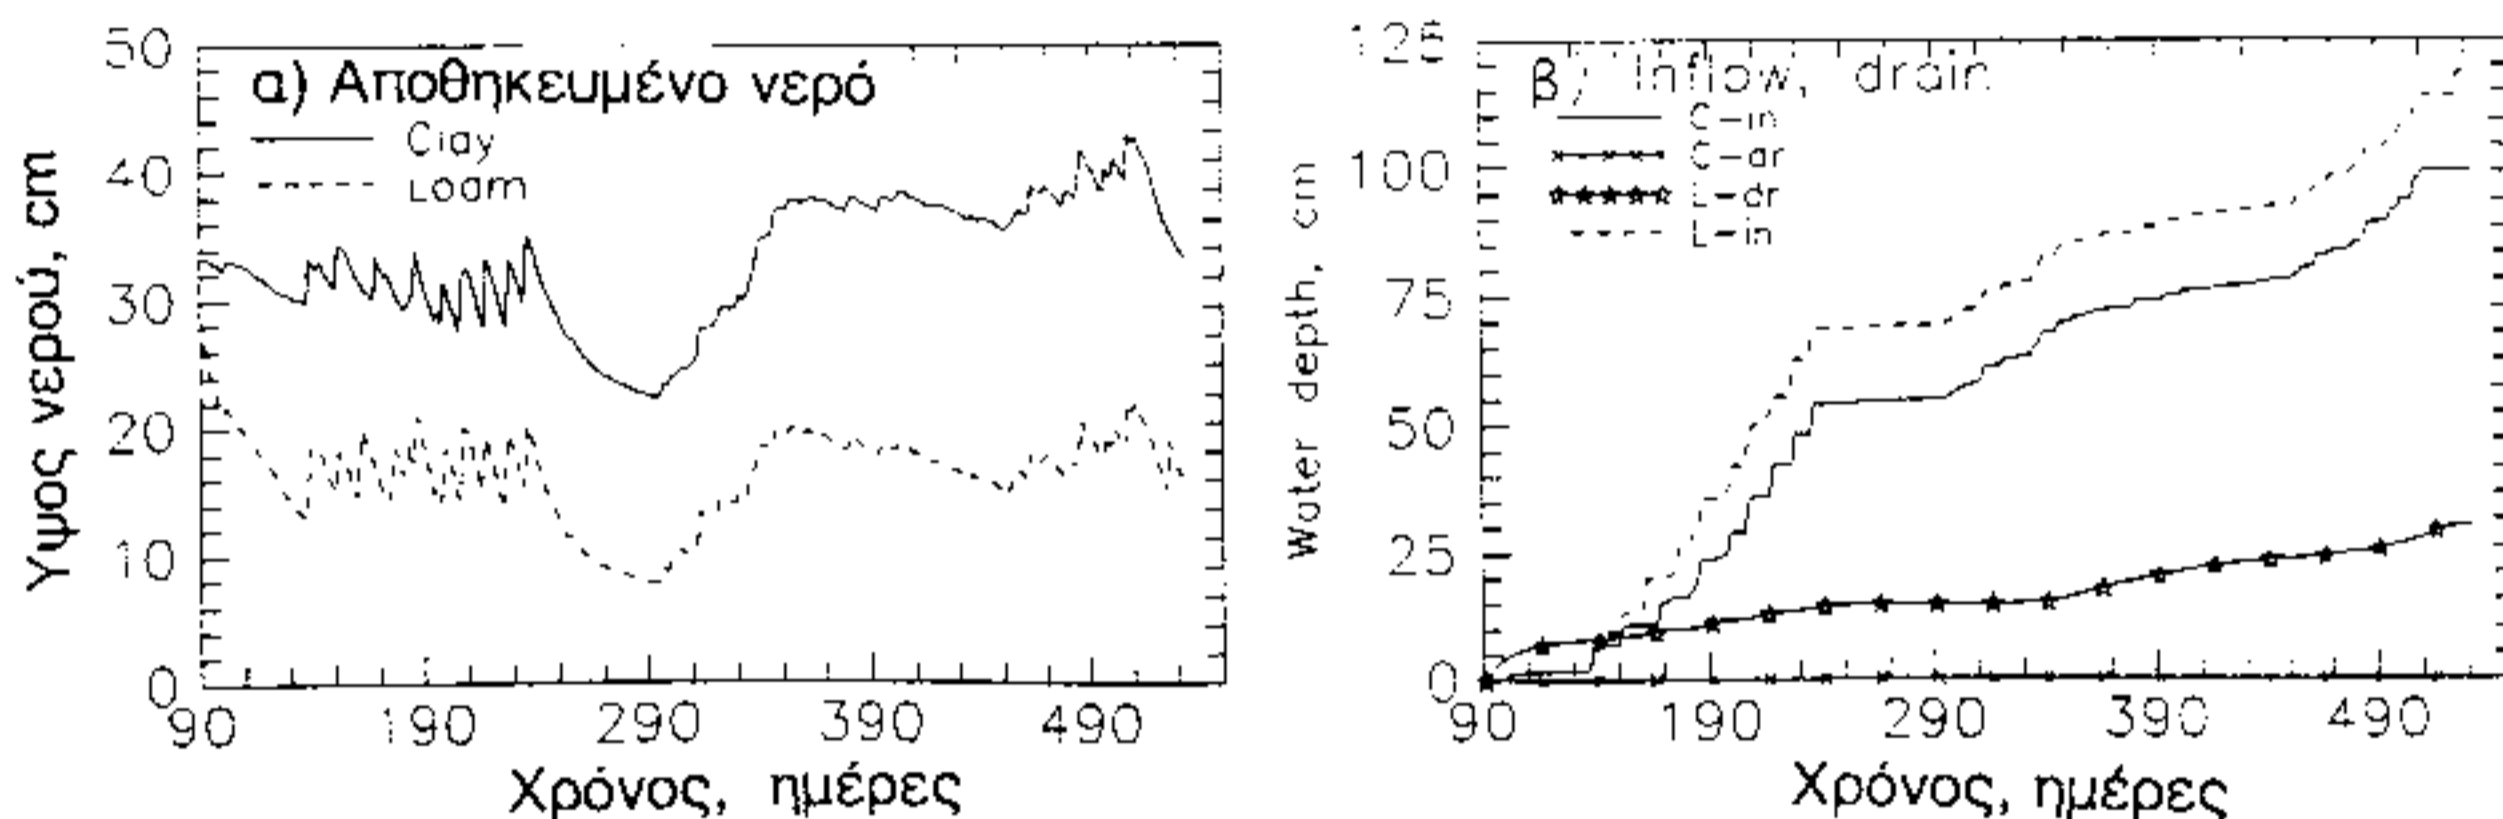 50
40
30
20
10
0
Υψος νερού, cm
α) Αποθηκευμένο νερό
Clay
Loam
90 190 290 390 490
Χρόνος, ημέρες
125
100
75
50
25
0
Water depth, cm
β) Inflow, drain
C-in
C-dr
L-dr
L-in
90 190 290 390 490
Χρόνος, ημέρες